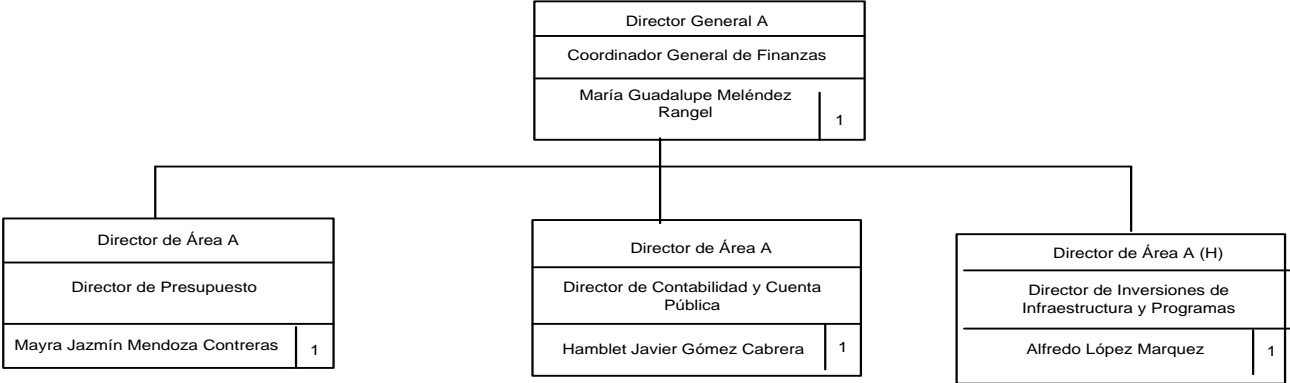 Director General A
Coordinador General de Finanzas
María Guadalupe Meléndez
Rangel
1
Director de Área A
Director de Presupuesto
Mayra Jazmín Mendoza Contreras
1
Director de Área A
Director de Contabilidad y Cuenta
Pública
Hamblet Javier Gómez Cabrera
1
Director de Área A (H)
Director de Inversiones de
Infraestructura y Programas
Alfredo López Marquez
1